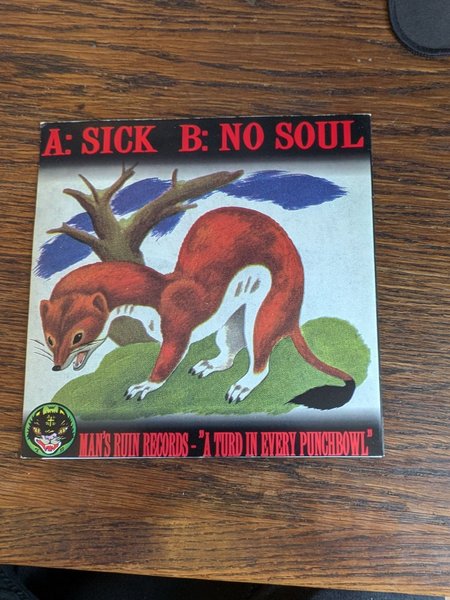 A: SICK B: NO SOUL
MAN'S RUIN RECORDS - "A TURD IN EVERY PUNCHBOWL"